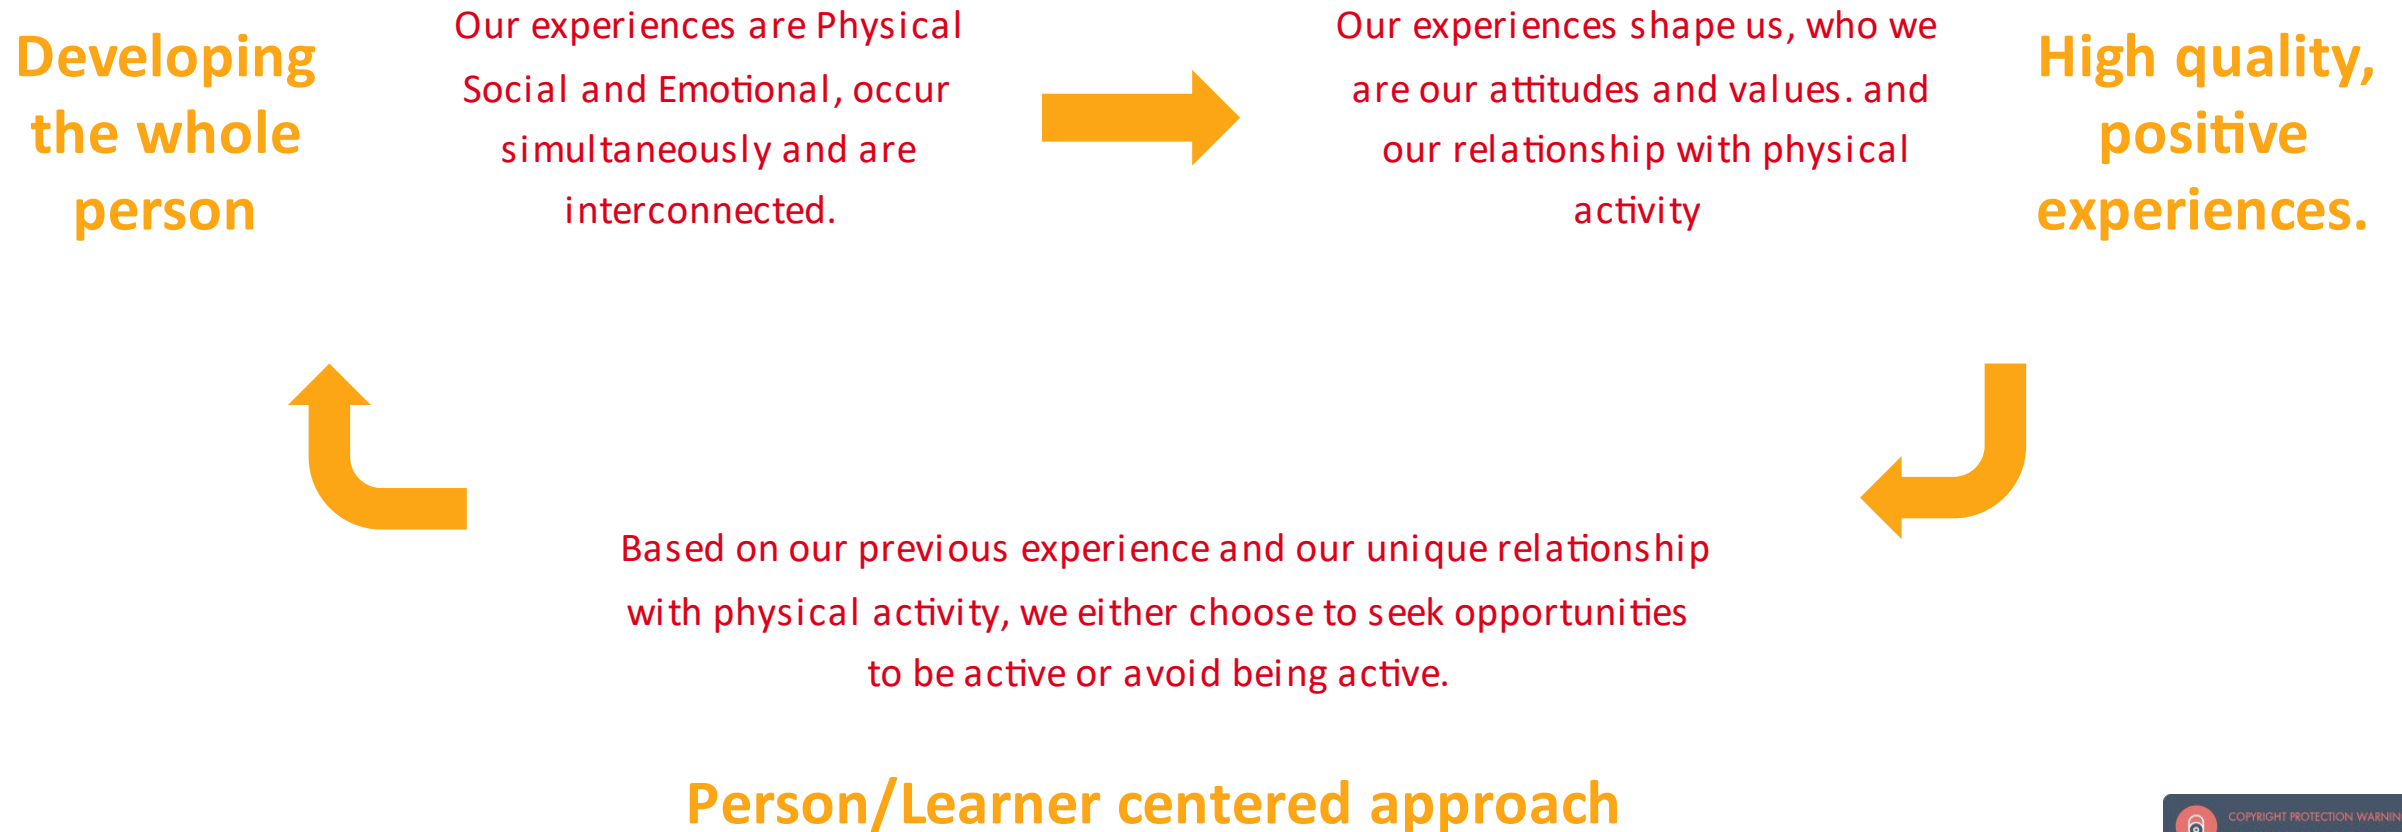 Developing
the whole
person
Our experiences are Physical
Social and Emotional, occur
simultaneously and are
interconnected.
Our experiences shape us, who we
are our attitudes and values. and
our relationship with physical
activity
High quality,
positive
experiences.
Based on our previous experience and our unique relationship
with physical activity, we either choose to seek opportunities
to be active or avoid being active.
Person/Learner centered approach
COPYRIGHT PROTECTION WARNIN